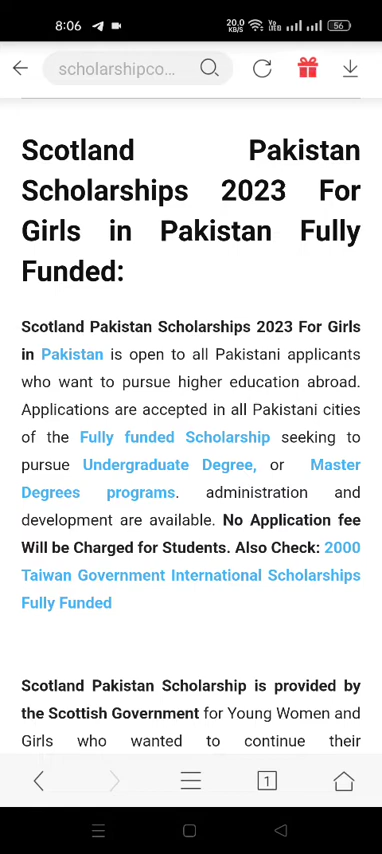 8:06
20.0 KB/S Vo LTE 56
scholarshipco...
Scotland Pakistan
Scholarships 2023 For
Girls in Pakistan Fully
Funded:
Scotland Pakistan Scholarships 2023 For Girls
in Pakistan is open to all Pakistani applicants
who want to pursue higher education abroad.
Applications are accepted in all Pakistani cities
of the Fully funded Scholarship seeking to
pursue Undergraduate Degree, or Master
Degrees programs. administration and
development are available. No Application fee
Will be Charged for Students. Also Check: 2000
Taiwan Government International Scholarships
Fully Funded
Scotland Pakistan Scholarship is provided by
the Scottish Government for Young Women and
Girls who wanted to continue their
1